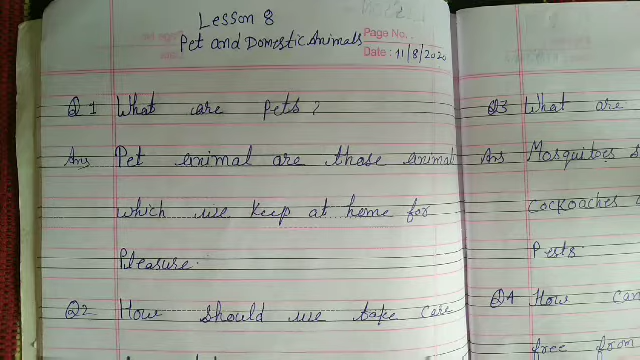 Lesson 8
Pet and Domestic Animals
Page No.
Date: 11/8/2020
Q1 What are pets?
Ans Pet animal are those animal
which we keep at home for
Pleasure.
Q2 How should we take care
Q3 What are
Ans Mosquitoes
cockoaches
Pests
Q4 How can
free from